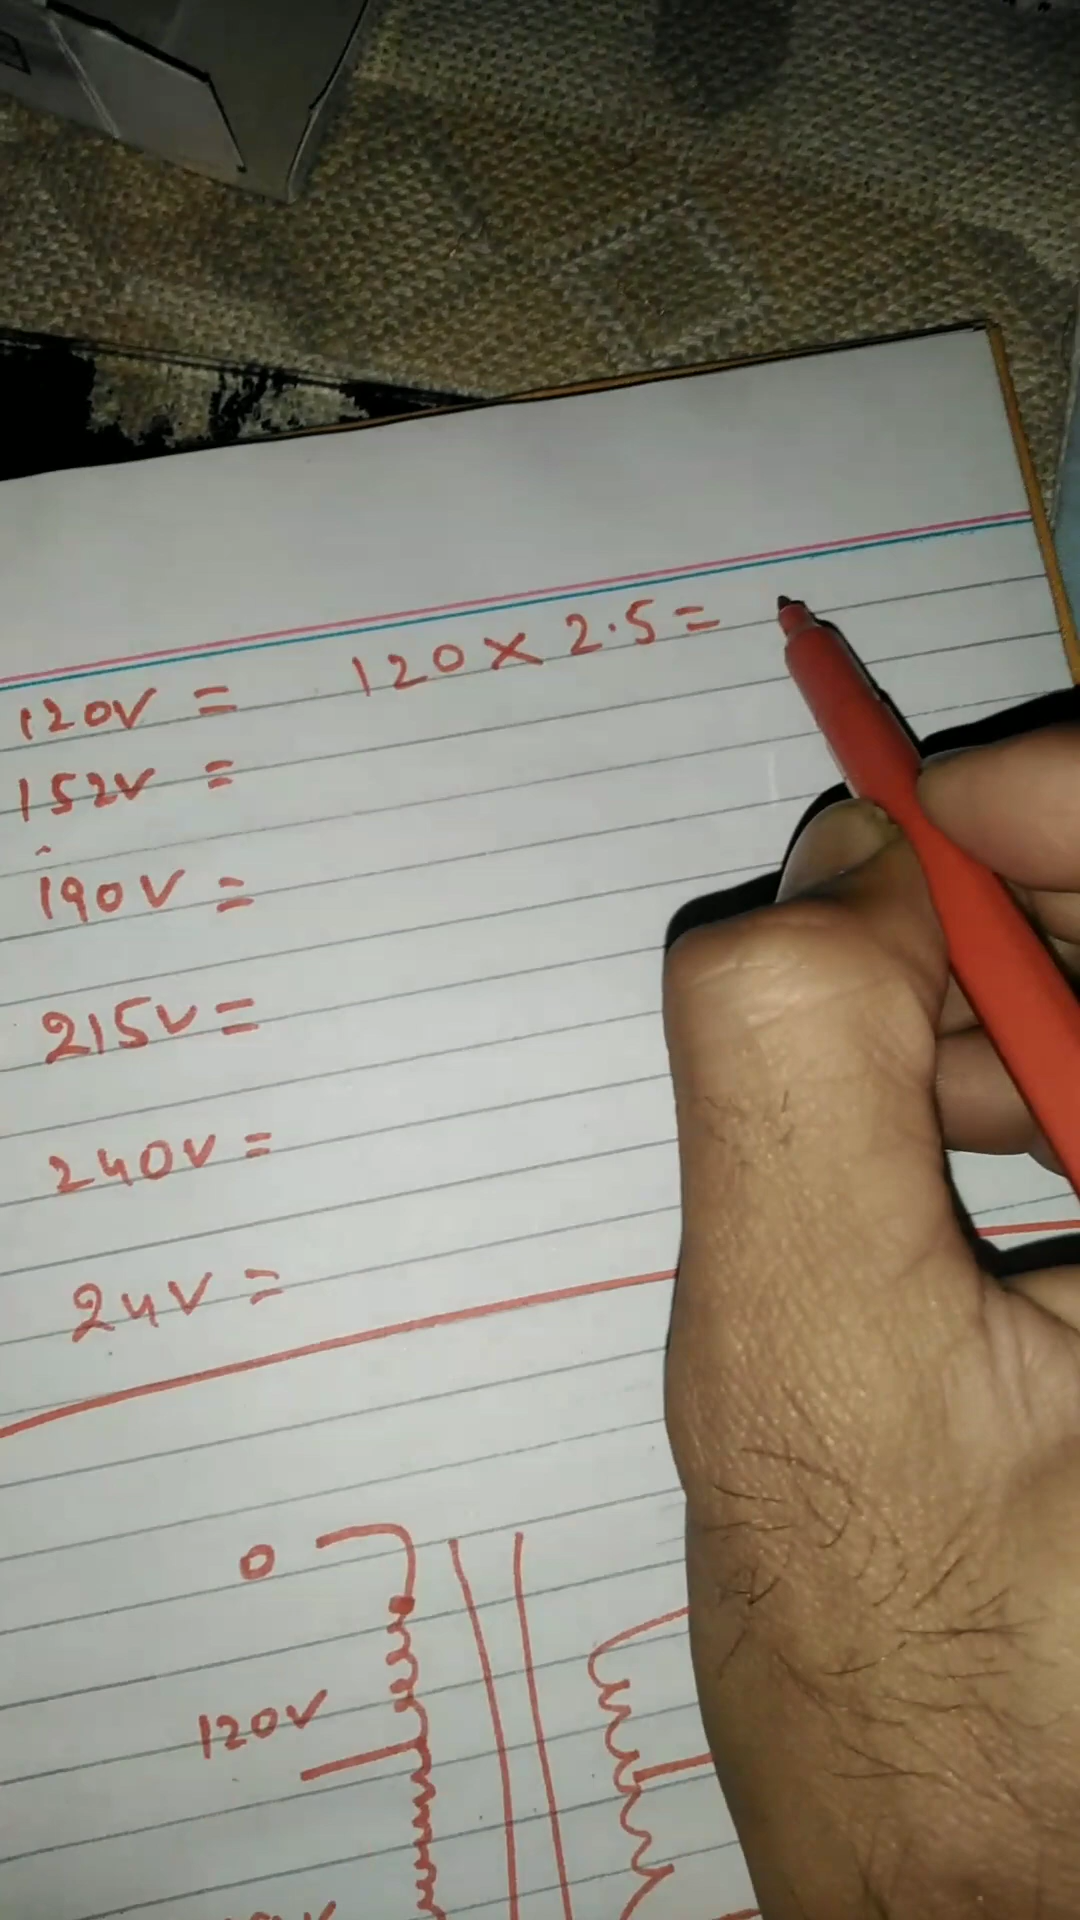 120V = 120 × 2.5 =
152V =
190V =
215V =
240V =
24V =
0
120V